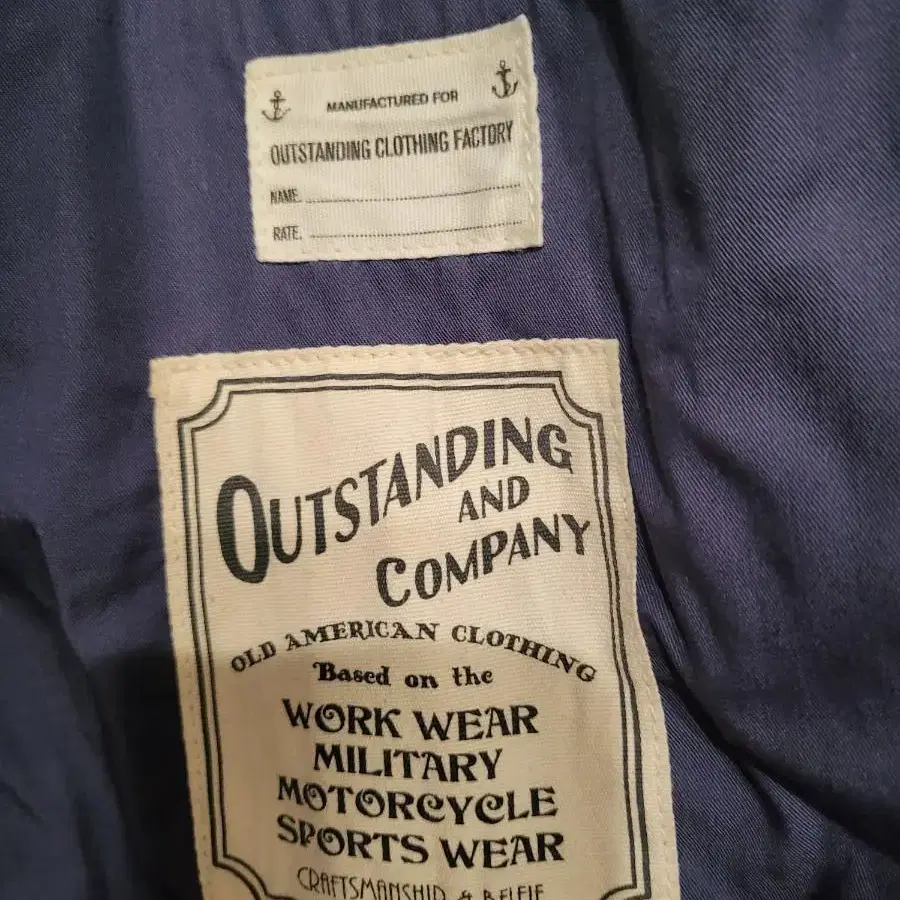 MANUFACTURED FOR
OUTSTANDING CLOTHING FACTORY
NAME.
RATE.
OUTSTANDING
AND
COMPANY
OLD AMERICAN CLOTHING
Based on the
WORK WEAR
MILITARY
MOTORCYCLE
SPORTS WEAR
CRAFTSMANSHIP &